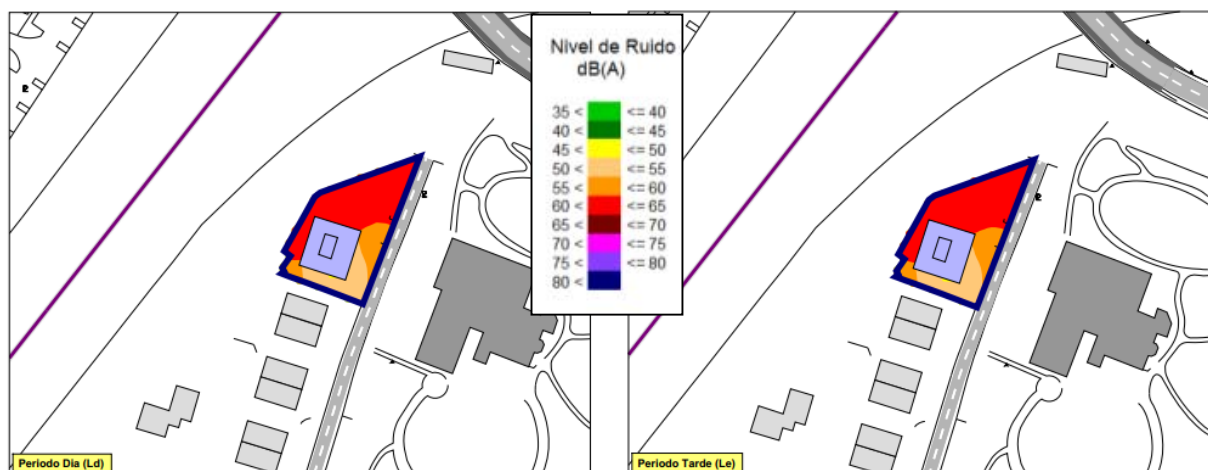 Nivel de Ruido
dB(A)
35 < <= 40
40 < <= 45
45 < <= 50
50 < <= 55
55 < <= 60
60 < <= 65
65 < <= 70
70 < <= 75
75 < <= 80
80 <
Periodo Dia (Ld)
Periodo Tarde (Le)